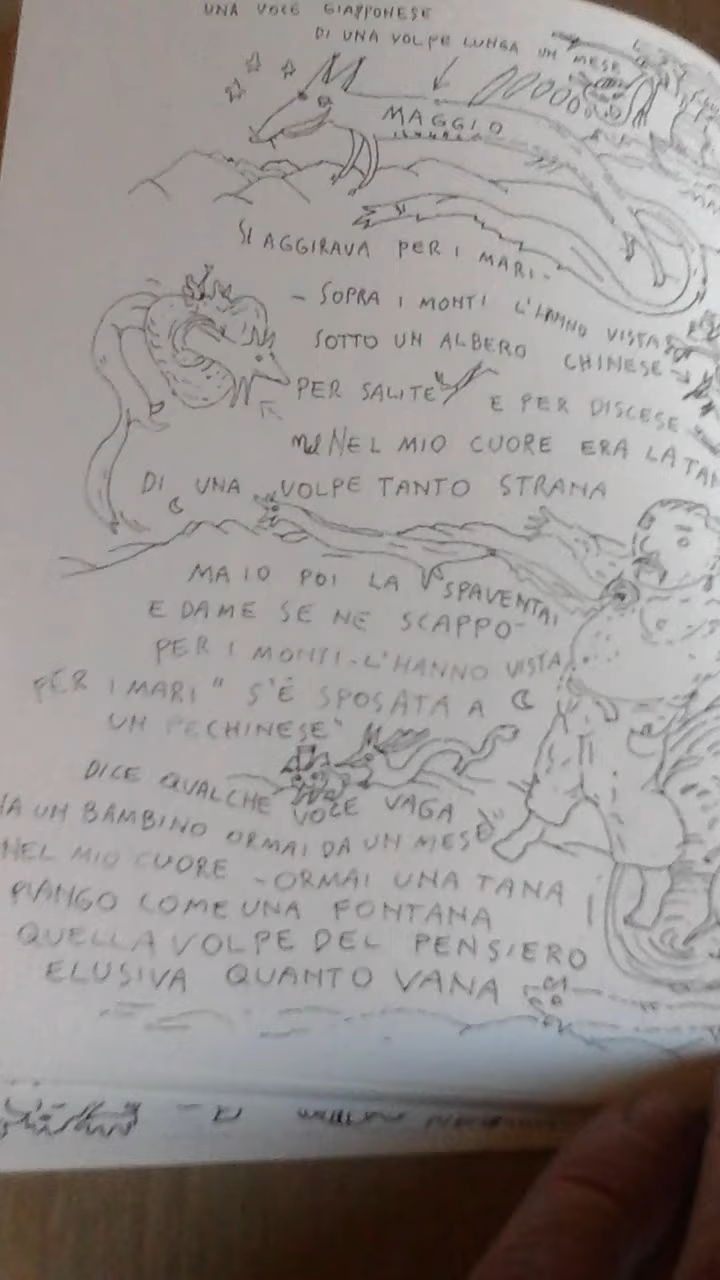 UNA VOCE GIAPPONESE
DI UNA VOLPE LUNGA UN MESE
MAGGIO
SI AGGIRAVA PER I MARI -
- SOPRA I MONTI L'HANNO VISTA
SOTTO UN ALBERO CHINESE
PER SALITE E PER DISCESE
NEL MIO CUORE ERA LA TAN
DI UNA VOLPE TANTO STRANA
MA IO POI LA SPAVENTAI
E DA ME SE NE SCAPPO
PER I MONTI - L'HANNO VISTA
PER I MARI " S'È SPOSATA A
UN PECHINESE"
DICE QUALCHE VOCE VAGA
HA UN BAMBINO ORMAI DA UN MESE
NEL MIO CUORE - ORMAI UNA TANA
PIANGO COME UNA FONTANA
QUELLA VOLPE DEL PENSIERO
ELUSIVA QUANTO VANA